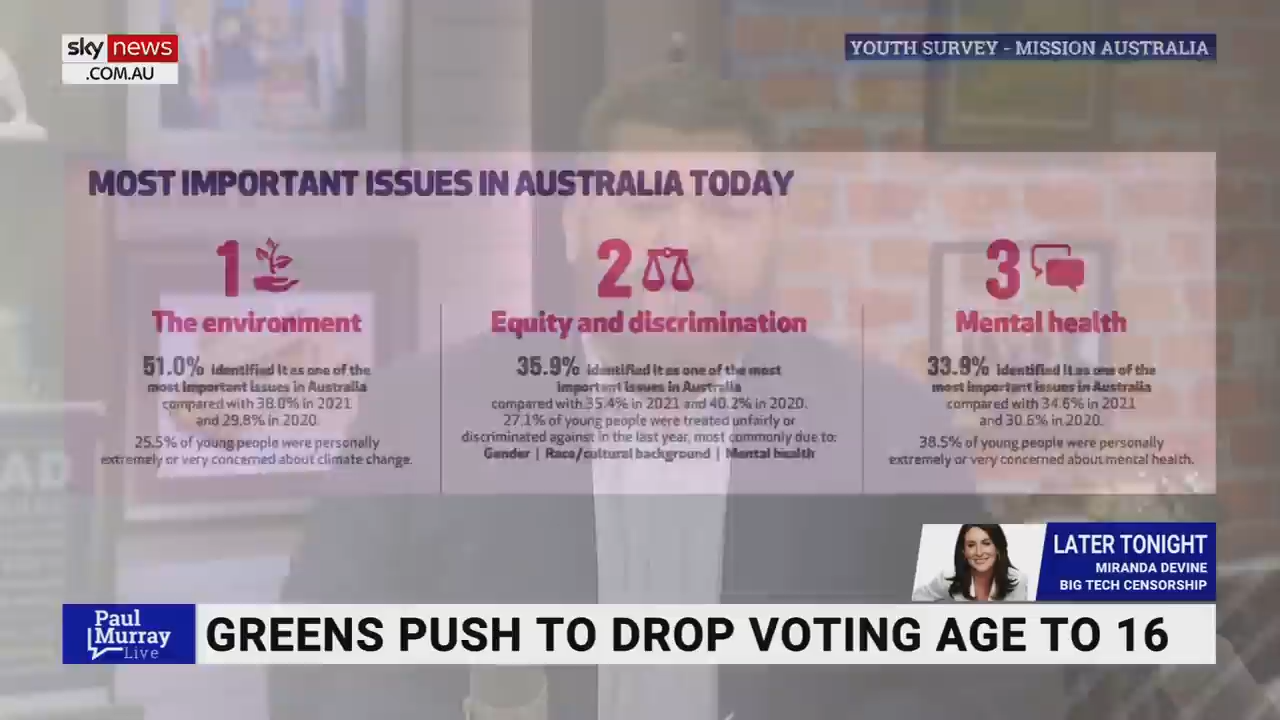 sky news
.COM.AU
YOUTH SURVEY - MISSION AUSTRALIA
MOST IMPORTANT ISSUES IN AUSTRALIA TODAY
1
The environment
51.0% identified it as one of the
most important issues in Australia
compared with 38.0% in 2021
and 29.8% in 2020.
25.5% of young people were personally
extremely or very concerned about climate change.
2
Equity and discrimination
35.9% identified it as one of the most
important issues in Australia
compared with 35.4% in 2021 and 40.2% in 2020.
27.1% of young people were treated unfairly or
discriminated against in the last year, most commonly due to:
Gender | Race/cultural background | Mental health
3
Mental health
33.9% identified it as one of the
most important issues in Australia
compared with 34.6% in 2021
and 30.6% in 2020.
38.5% of young people were personally
extremely or very concerned about mental health.
AD
LATER TONIGHT
MIRANDA DEVINE
BIG TECH CENSORSHIP
Paul
Murray
Live
GREENS PUSH TO DROP VOTING AGE TO 16